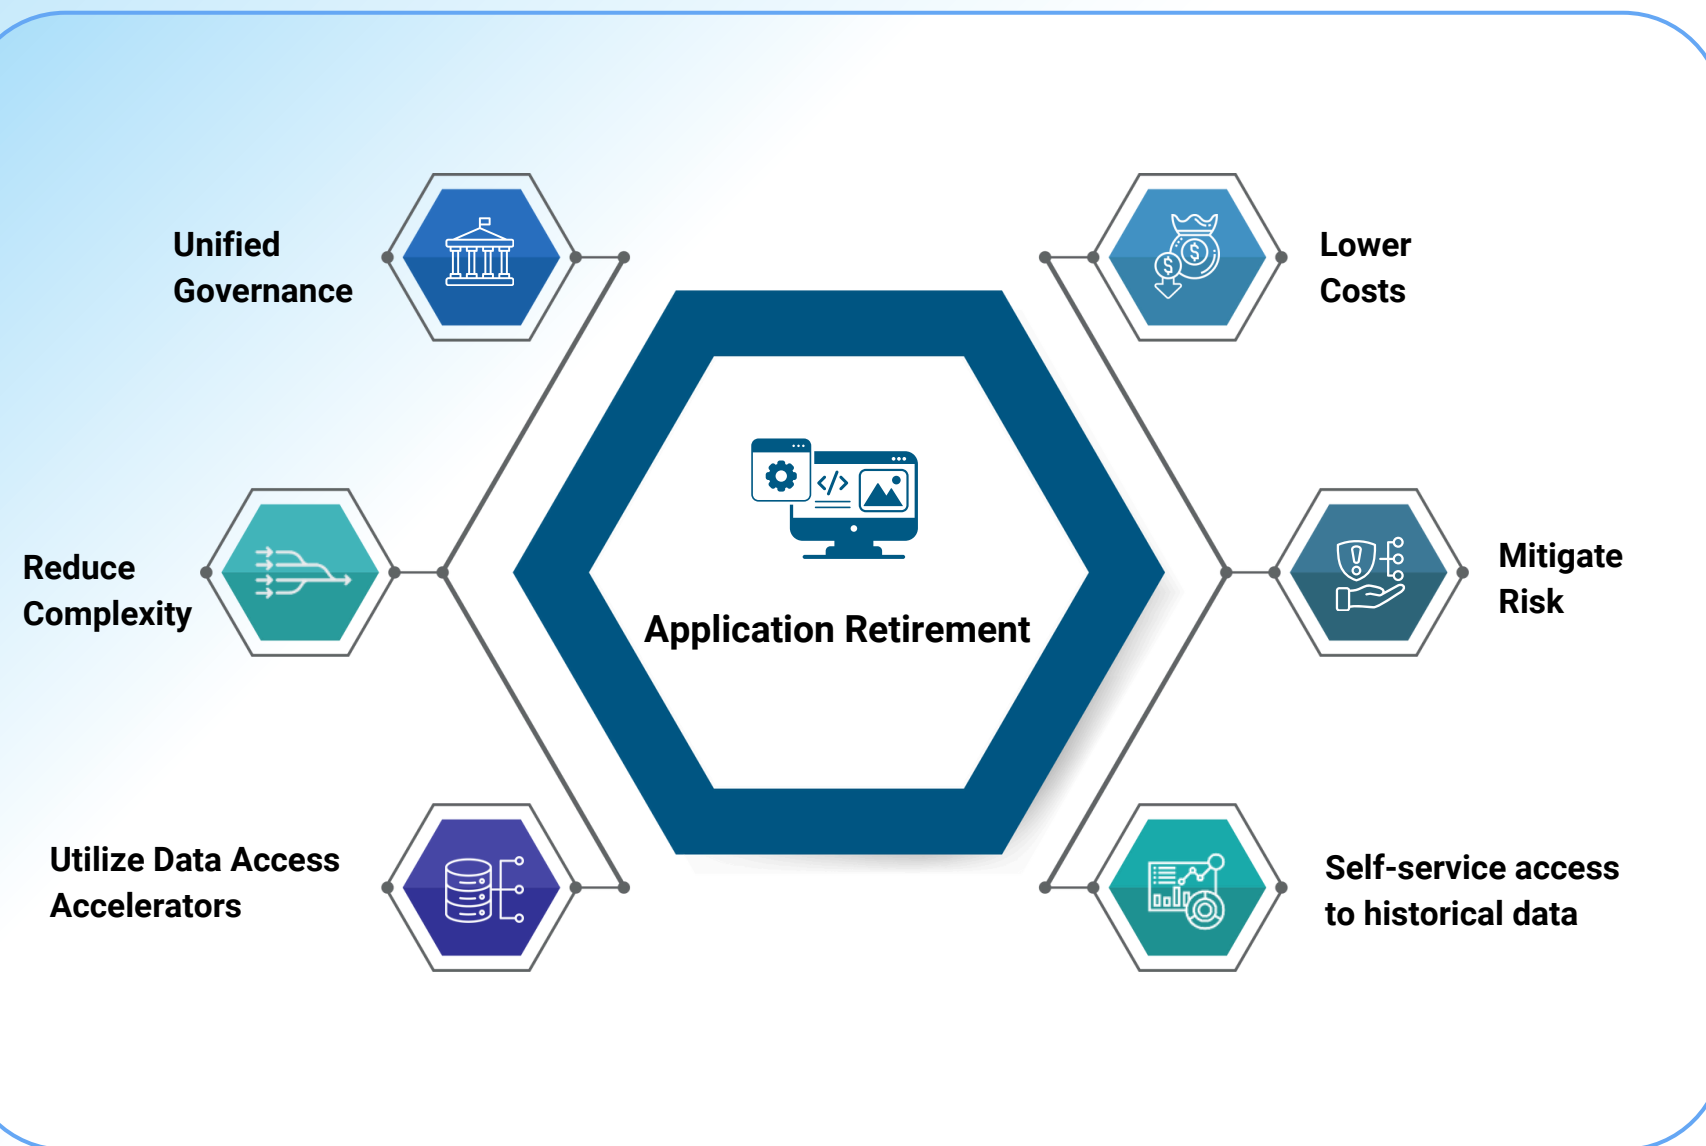 Unified
Governance
Lower
Costs
Reduce
Complexity
Application Retirement
Mitigate
Risk
Utilize Data Access
Accelerators
Self-service access
to historical data